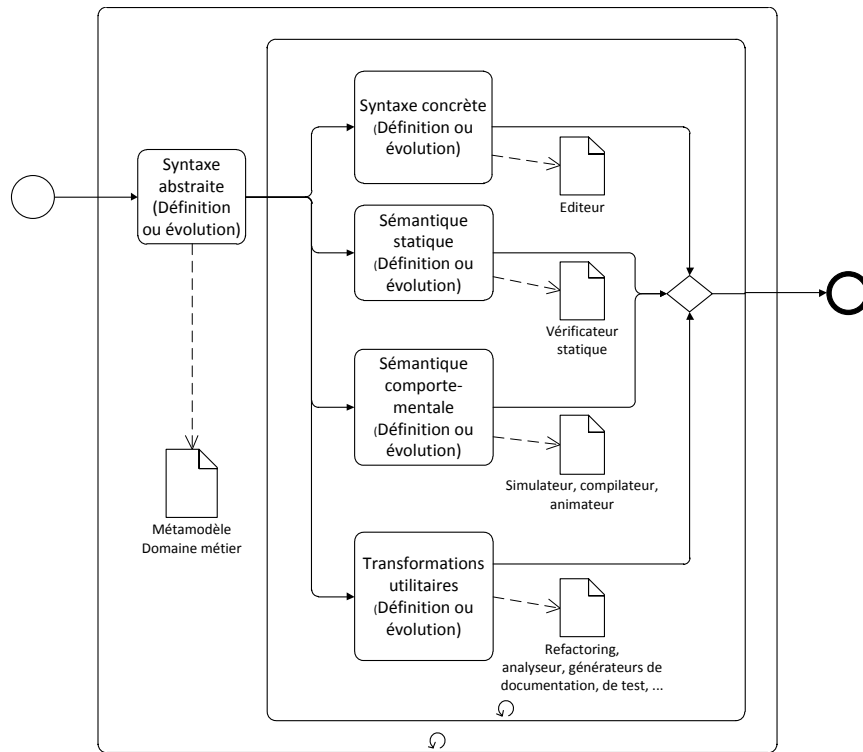 Syntaxe
abstraite
(Définition
ou évolution)
Métamodèle
Domaine métier
Syntaxe concrète
(Définition ou
évolution)
Editeur
Sémantique
statique
(Définition ou
évolution)
Vérificateur
statique
Sémantique
comporte-
mentale
(Définition ou
évolution)
Simulateur, compilateur,
animateur
Transformations
utilitaires
(Définition ou
évolution)
Refactoring,
analyseur, générateurs de
documentation, de test, ...